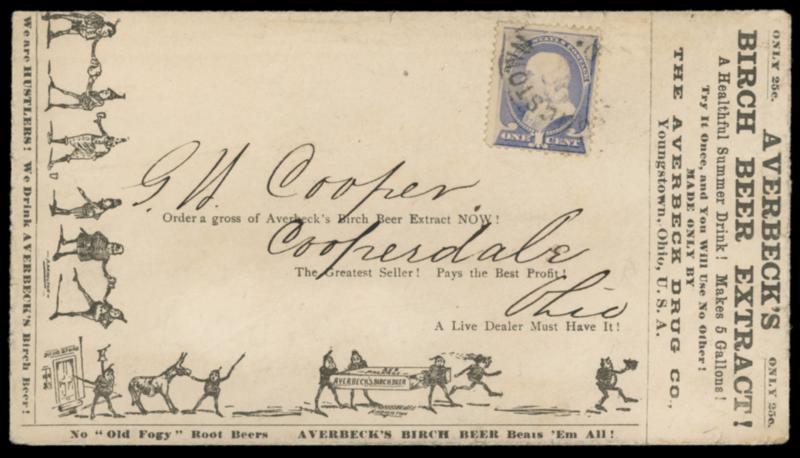 We are HUSTLERS! We Drink AVERBECK'S Birch Beer!
ONE 1 CENT
G. W. Cooper.
Order a gross of Averbeck's Birch Beer Extract NOW!
Cooperdale
The Greatest Seller! Pays the Best Profit!
Ohio
A Live Dealer Must Have It!
AVERBECK'S BIRCH BEER
No "Old Fogy" Root Beers AVERBECK'S BIRCH BEER Beats 'Em All!
ONLY 25c. AVERBECK'S ONLY 25c.
BIRCH BEER EXTRACT!
A Healthful Summer Drink! Makes 5 Gallons!
Try It Once, and You Will Use No Other!
MADE ONLY BY
THE AVERBECK DRUG CO.,
Youngstown, Ohio, U. S. A.